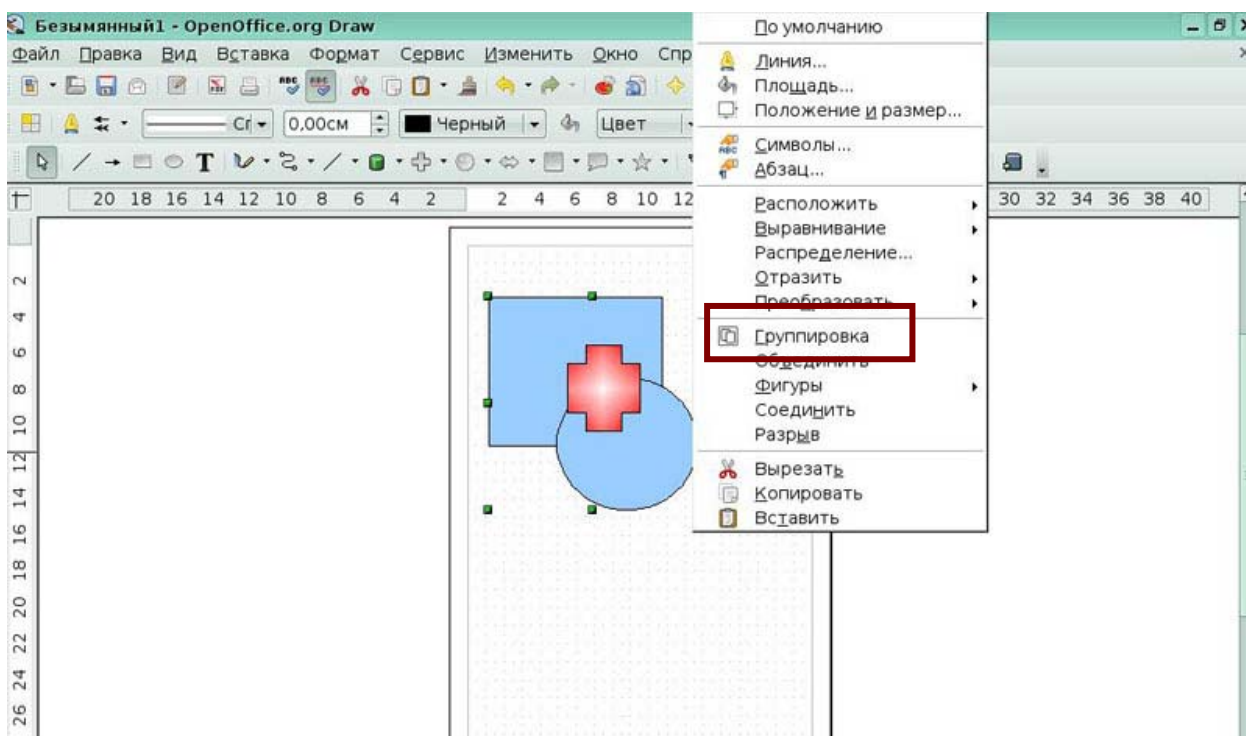 Безымянный1 - OpenOffice.org Draw
Файл Правка Вид Вставка Формат Сервис Изменить Окно Спр
ABC ABC
0,00см Черный Цвет
T
20 18 16 14 12 10 8 6 4 2 2 4 6 8 10 12 30 32 34 36 38 40
2
4
6
8
10
12
14
16
18
20
22
24
26
По умолчанию
Линия...
Площадь...
Положение и размер...
ABC Символы...
Абзац...
Расположить
Выравнивание
Распределение...
Отразить
Преобразовать
Группировка
Объединить
Фигуры
Соединить
Разрыв
Вырезать
Копировать
Вставить